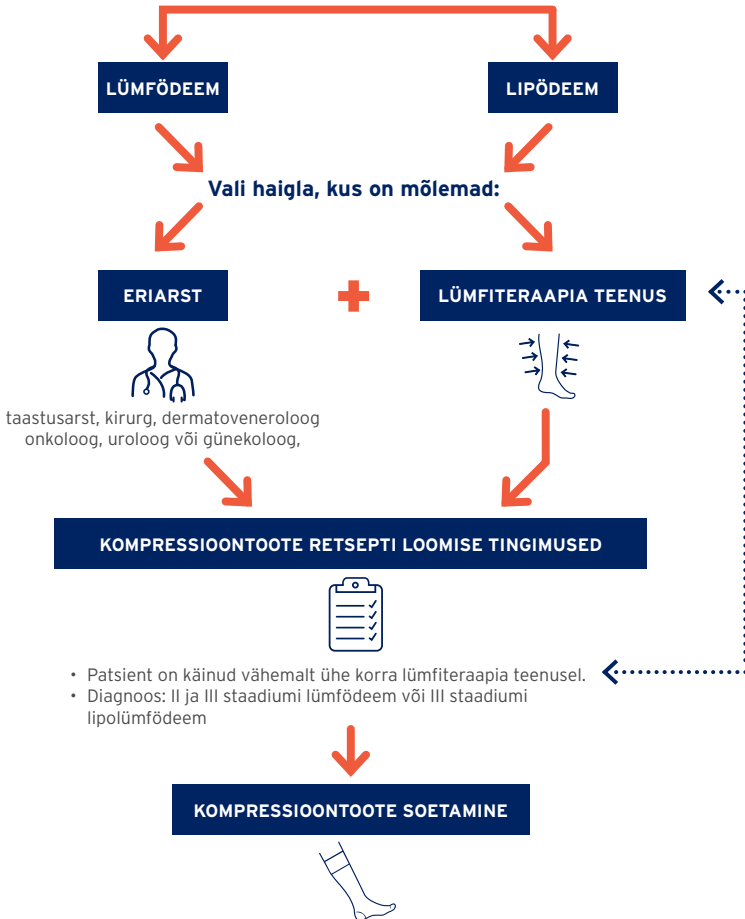 LÜMFÖDEEM
LIPÖDEEM
Vali haigla, kus on mõlemad:
ERIARST
LÜMFITERAAPIA TEENUS
taastusarst, kirurg, dermatoveneroloog
onkoloog, uroloog või günekoloog,
KOMPRESSIOONTOOTE RETSEPTI LOOMISE TINGIMUSED
• Patsient on käinud vähemalt ühe korra lümfiteraapia teenusel.
• Diagnoos: II ja III staadiumi lümfödeem või III staadiumi
lipolümfödeem
KOMPRESSIOONTOOTE SOETAMINE